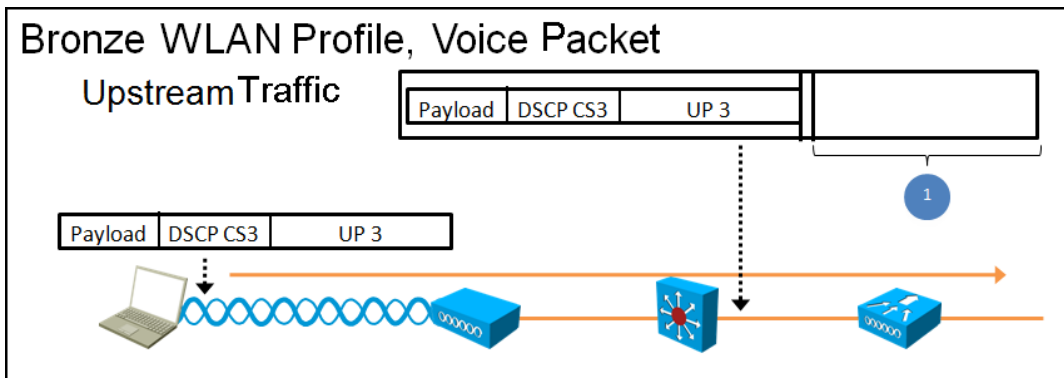 Bronze WLAN Profile, Voice Packet
Upstream Traffic
Payload DSCP CS3 UP 3
1
Payload DSCP CS3 UP 3